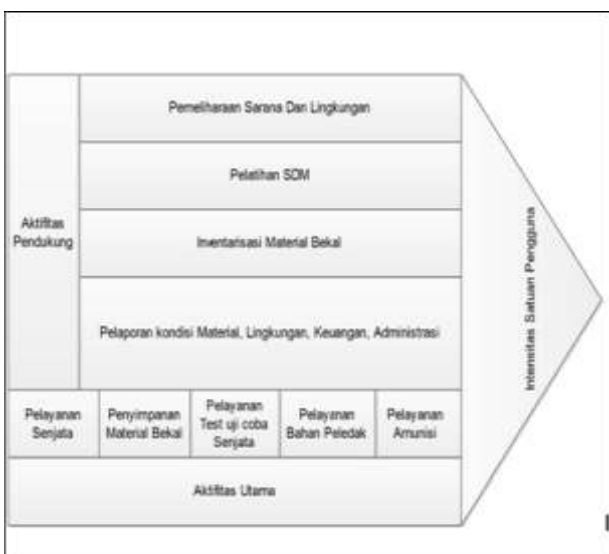 Pemeliharaan Sarana Dan Lingkungan
Pelatihan SDM
Aktifitas
Pendukung
Inventarisasi Material Bekal
Pelaporan kondisi Material, Lingkungan, Keuangan, Administrasi
Intensitas Satuan Pengguna
Pelayanan
Senjata
Penyimpanan
Material Bekal
Pelayanan
Test uji coba
Senjata
Pelayanan
Bahan Peledak
Pelayanan
Amunisi
Aktifitas Utama